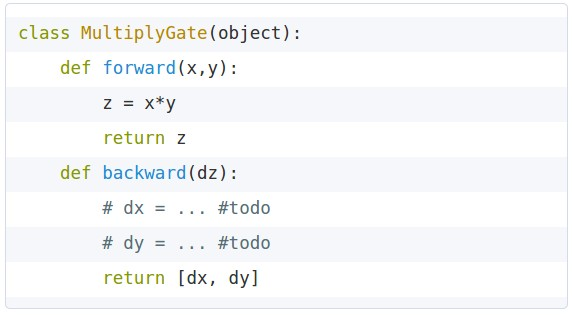 class MultiplyGate(object):
    def forward(x,y):
        z = x*y
        return z
    def backward(dz):
        # dx = ... #todo
        # dy = ... #todo
        return [dx, dy]